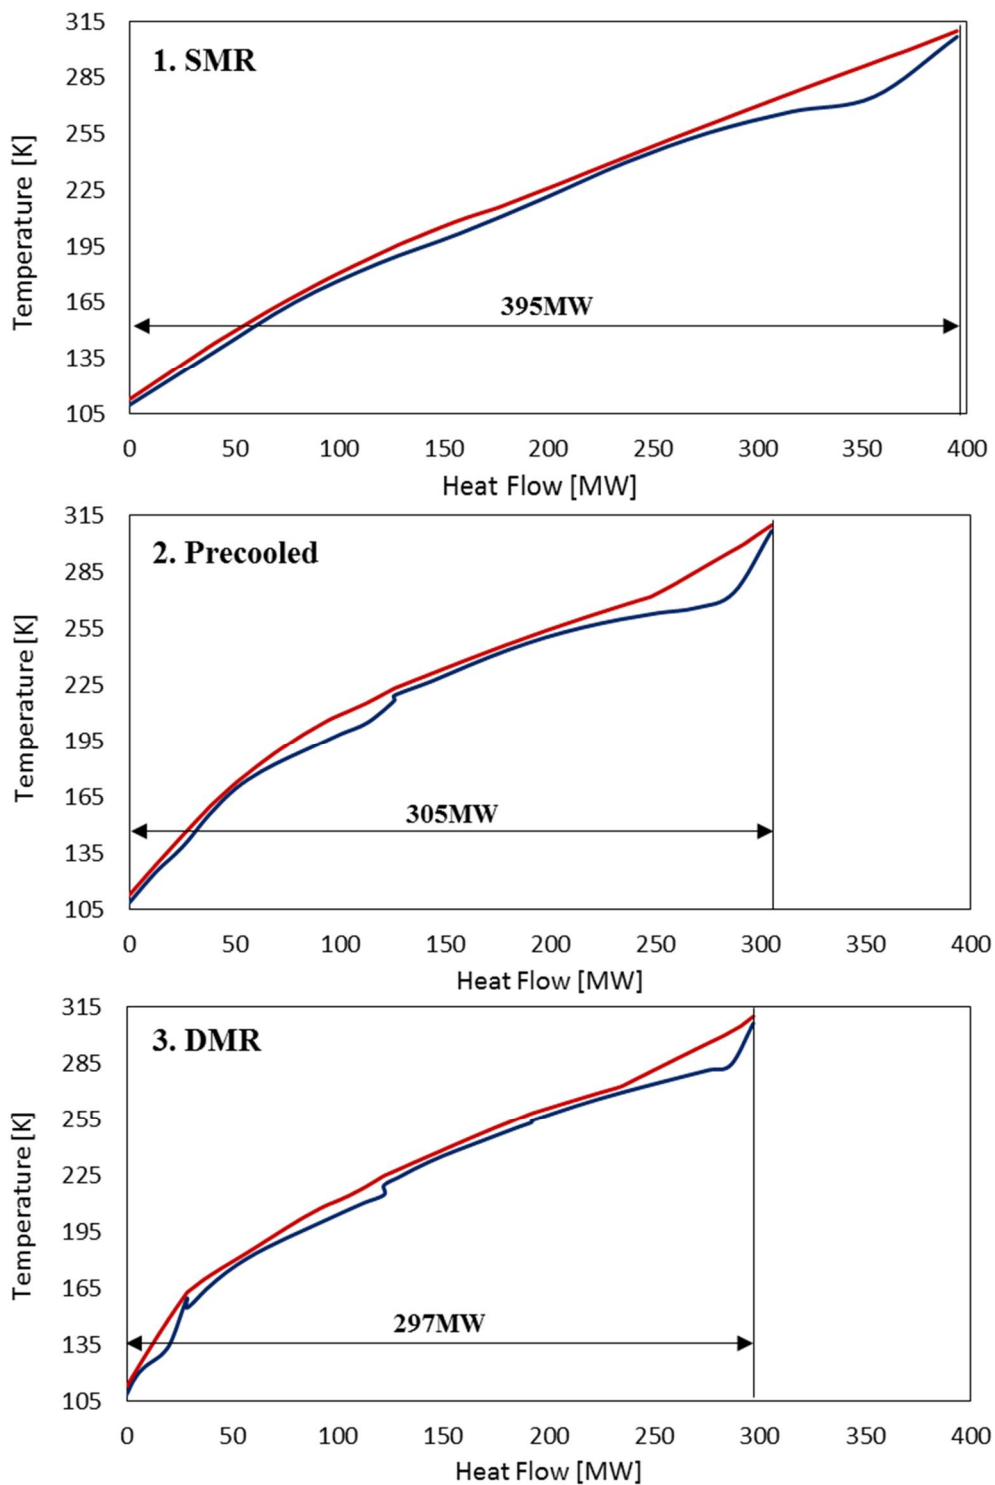 315
1. SMR
285
255
225
195
165
135
105
Temperature [K]
395MW
0 50 100 150 200 250 300 350 400
Heat Flow [MW]
315
2. Precooled
285
255
225
195
165
135
105
Temperature [K]
305MW
0 50 100 150 200 250 300 350 400
Heat Flow [MW]
315
3. DMR
285
255
225
195
165
135
105
Temperature [K]
297MW
0 50 100 150 200 250 300 350 400
Heat Flow [MW]